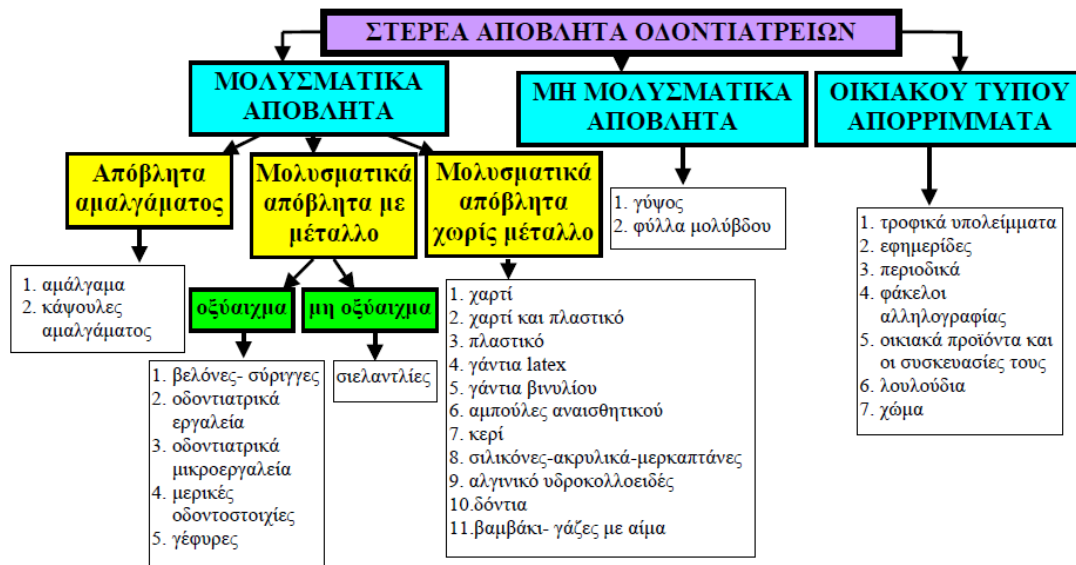 ΣΤΕΡΕΑ ΑΠΟΒΛΗΤΑ ΟΔΟΝΤΙΑΤΡΕΙΩΝ
ΜΟΛΥΣΜΑΤΙΚΑ
ΑΠΟΒΛΗΤΑ
ΜΗ ΜΟΛΥΣΜΑΤΙΚΑ
ΑΠΟΒΛΗΤΑ
ΟΙΚΙΑΚΟΥ ΤΥΠΟΥ
ΑΠΟΡΡΙΜΜΑΤΑ
Απόβλητα
αμαλγάματος
Μολυσματικά
απόβλητα με
μέταλλο
Μολυσματικά
απόβλητα
χωρίς μέταλλο
1. γύψος
2. φύλλα μολύβδου
1. τροφικά υπολείμματα
2. εφημερίδες
3. περιοδικά
4. φάκελοι
αλληλογραφίας
5. οικιακά προϊόντα και
οι συσκευασίες τους
6. λουλούδια
7. χώμα
1. αμάλγαμα
2. κάψουλες
αμαλγάματος
οξύαιχμα
μη οξύαιχμα
1. βελόνες- σύριγγες
2. οδοντιατρικά
εργαλεία
3. οδοντιατρικά
μικροεργαλεία
4. μερικές
οδοντοστοιχίες
5. γέφυρες
σιελαντλίες
1. χαρτί
2. χαρτί και πλαστικό
3. πλαστικό
4. γάντια latex
5. γάντια βινυλίου
6. αμπούλες αναισθητικού
7. κερί
8. σιλικόνες-ακρυλικά-μερκαπτάνες
9. αλγινικό υδροκολλοειδές
10.δόντια
11.βαμβάκι- γάζες με αίμα